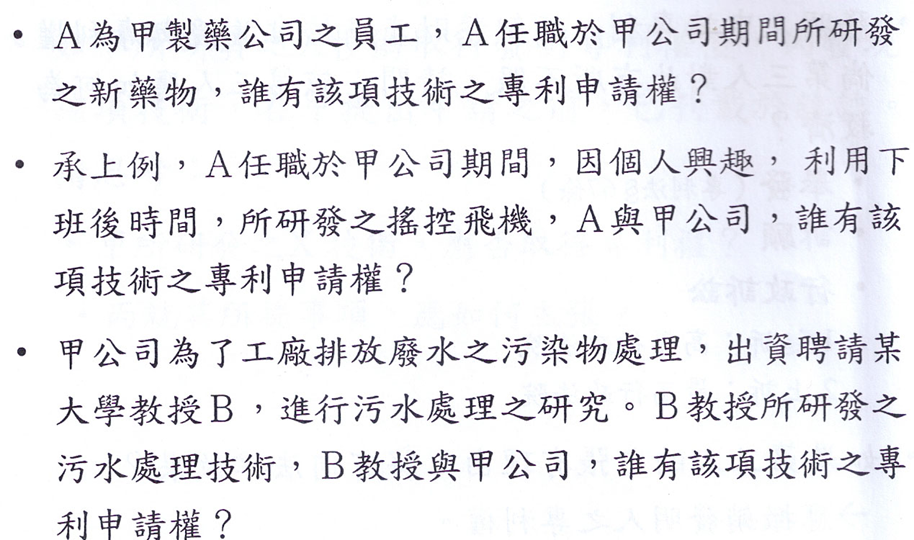 • A為甲製藥公司之員工，A任職於甲公司期間所研發
之新藥物，誰有該項技術之專利申請權？
• 承上例，A任職於甲公司期間，因個人興趣， 利用下
班後時間，所研發之搖控飛機，A與甲公司，誰有該
項技術之專利申請權？
• 甲公司為了工廠排放廢水之污染物處理，出資聘請某
大學教授B，進行污水處理之研究。B教授所研發之
污水處理技術，B教授與甲公司，誰有該項技術之專
利申請權？